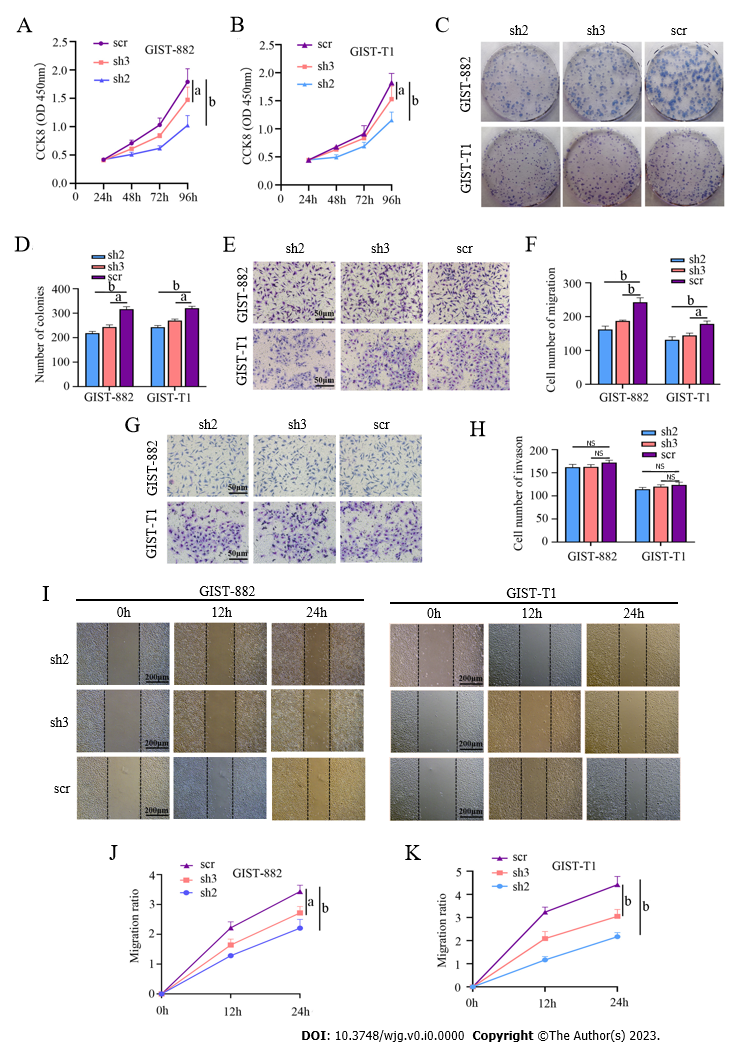 A
GIST-882
scr
sh3
sh2
CCK8 (OD 450nm)
2.5
2.0
1.5
1.0
0.5
0.0
a
b
0 24h 48h 72h 96h
B
GIST-T1
scr
sh3
sh2
CCK8 (OD 450nm)
2.5
2.0
1.5
1.0
0.5
0.0
a
b
0 24h 48h 72h 96h
C
sh2 sh3 scr
GIST-882
GIST-T1
D
sh2
sh3
scr
Number of colonies
400
300
200
100
0
b b
a a
GIST-882 GIST-T1
E
sh2 sh3 scr
GIST-882
50μm
GIST-T1
50μm
F
sh2
sh3
scr
Cell number of migration
300
200
100
0
b
b
b
a
GIST-882 GIST-T1
G
sh2 sh3 scr
GIST-882
50μm
GIST-T1
50μm
H
sh2
sh3
scr
Cell number of invason
200
150
100
50
0
NS
NS
NS
NS
GIST-882 GIST-T1
I
GIST-882 GIST-T1
0h 12h 24h 0h 12h 24h
sh2
200μm 200μm
sh3
200μm 200μm
scr
200μm 200μm
J
scr
sh3
sh2
GIST-882
Migration ratio
4
3
2
1
0
a
b
0h 12h 24h
K
scr
sh3
sh2
GIST-T1
Migration ratio
5
4
3
2
1
0
b
b
0h 12h 24h
DOI: 10.3748/wjg.v0.i0.0000 Copyright ©The Author(s) 2023.